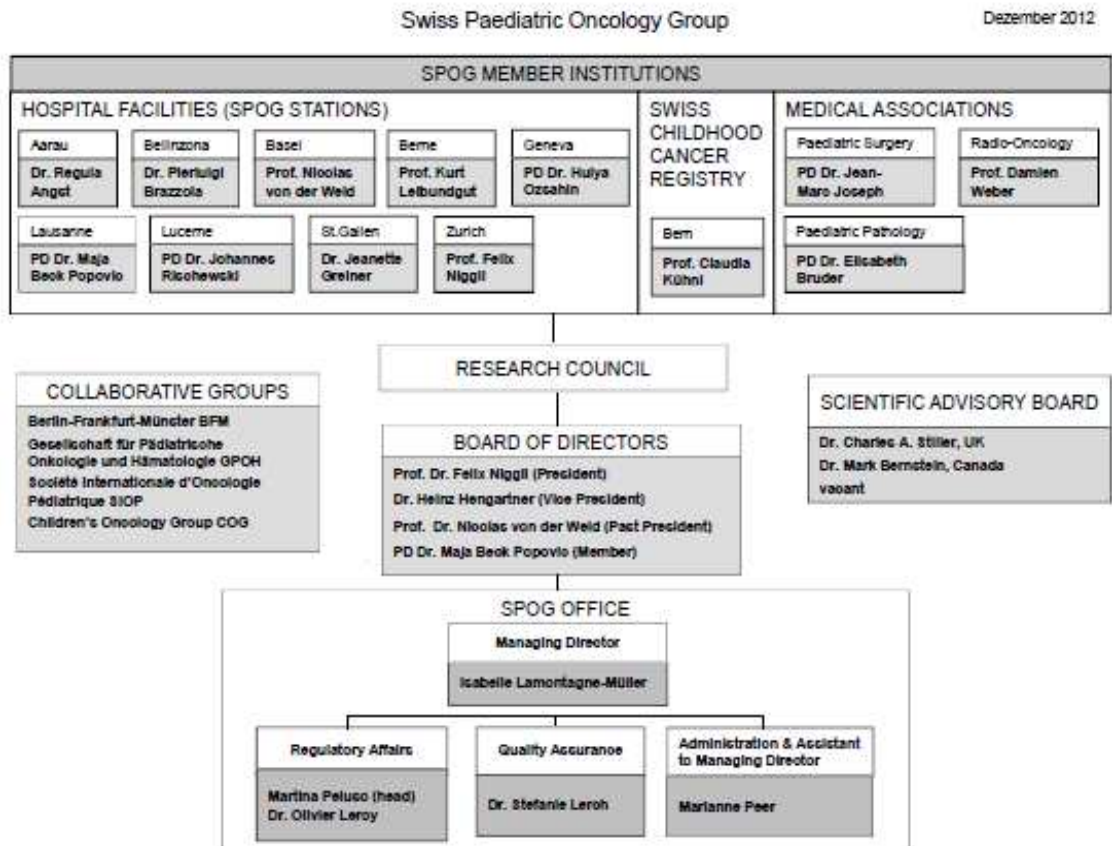 Swiss Paediatric Oncology Group
Dezember 2012
SPOG MEMBER INSTITUTIONS
HOSPITAL FACILITIES (SPOG STATIONS)
Aarau
Dr. Regula
Angst
Bellinzona
Dr. Pierluigi
Brazzola
Basel
Prof. Nicolas
von der Weid
Berne
Prof. Kurt
Leibundgut
Geneva
PD Dr. Hulya
Ozsahin
Lausanne
PD Dr. Maja
Beck Popovic
Lucerne
PD Dr. Johannes
Rischewski
St.Gallen
Dr. Jeanette
Greiner
Zurich
Prof. Felix
Niggli
SWISS
CHILDHOOD
CANCER
REGISTRY
Bern
Prof. Claudia
Kühni
MEDICAL ASSOCIATIONS
Paediatric Surgery
PD Dr. Jean-
Marc Joseph
Radio-Oncology
Prof. Damien
Weber
Paediatric Pathology
PD Dr. Elisabeth
Bruder
RESEARCH COUNCIL
COLLABORATIVE GROUPS
Berlin-Frankfurt-Münster BFM
Gesellschaft für Pädiatrische
Onkologie und Hämatologie GPOH
Société Internationale d'Oncologie
Pédiatrique SIOP
Children's Oncology Group COG
BOARD OF DIRECTORS
Prof. Dr. Felix Niggli (President)
Dr. Heinz Hengartner (Vice President)
Prof. Dr. Nicolas von der Weid (Past President)
PD Dr. Maja Beck Popovic (Member)
SCIENTIFIC ADVISORY BOARD
Dr. Charles A. Stiller, UK
Dr. Mark Bernstein, Canada
vacant
SPOG OFFICE
Managing Director
Isabelle Lamontagne-Müller
Regulatory Affairs
Martina Peluso (head)
Dr. Olivier Leroy
Quality Assurance
Dr. Stefanie Lerch
Administration & Assistant
to Managing Director
Marianne Peer